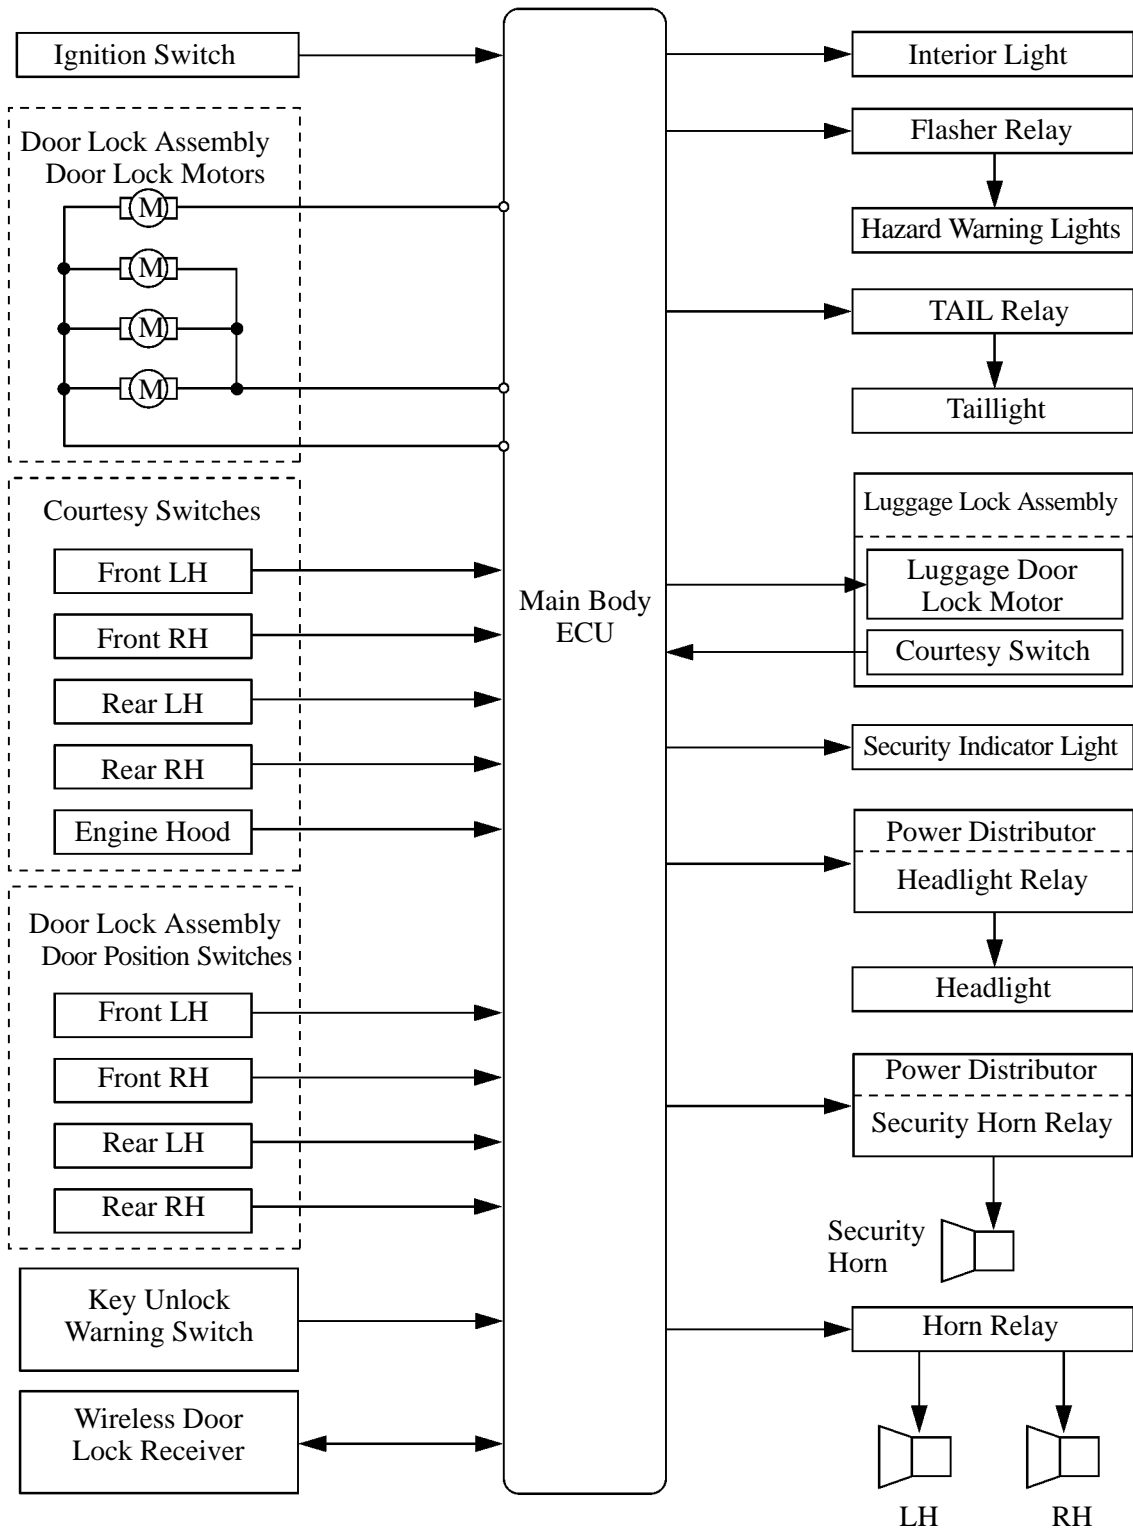 Ignition Switch
Door Lock Assembly
Door Lock Motors
M
M
M
M
Courtesy Switches
Front LH
Front RH
Rear LH
Rear RH
Engine Hood
Door Lock Assembly
Door Position Switches
Front LH
Front RH
Rear LH
Rear RH
Key Unlock
Warning Switch
Wireless Door
Lock Receiver
Main Body
ECU
Interior Light
Flasher Relay
Hazard Warning Lights
TAIL Relay
Taillight
Luggage Lock Assembly
Luggage Door
Lock Motor
Courtesy Switch
Security Indicator Light
Power Distributor
Headlight Relay
Headlight
Power Distributor
Security Horn Relay
Security
Horn
Horn Relay
LH
RH